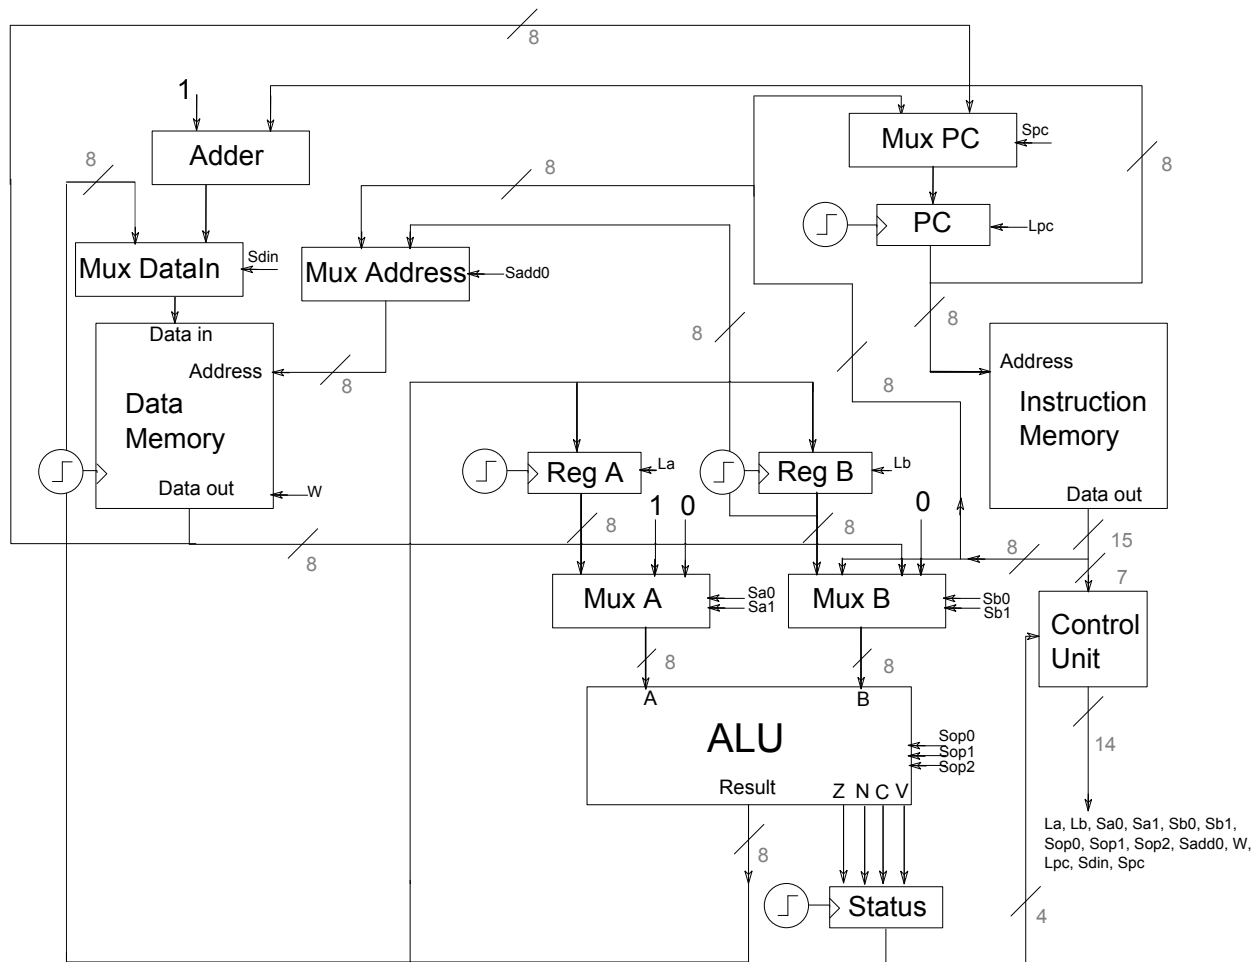 8
1
Mux PC
Spc
Adder
8
8
8
PC
Lpc
Mux DataIn
Sdin
Mux Address
Sadd0
8
8
Data in
Address
8
Address
8
Data
Memory
Instruction
Memory
Reg A
La
Reg B
Lb
Data out
W
Data out
1
0
0
8
8
8
8
15
7
Mux A
Sa0
Sa1
Mux B
Sb0
Sb1
Control
Unit
8
8
A
B
ALU
Sop0
Sop1
Sop2
14
Result
Z N C V
La, Lb, Sa0, Sa1, Sb0, Sb1,
Sop0, Sop1, Sop2, Sadd0, W,
Lpc, Sdin, Spc
8
Status
4